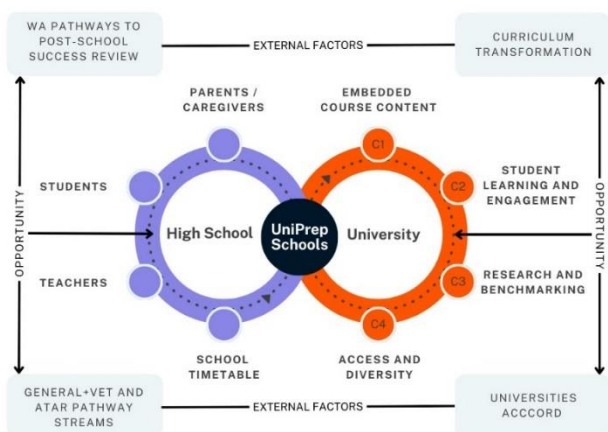 WA PATHWAYS TO
POST-SCHOOL
SUCCESS REVIEW
EXTERNAL FACTORS
CURRICULUM
TRANSFORMATION
PARENTS /
CAREGIVERS
EMBEDDED
COURSE CONTENT
C1
STUDENTS
C2
STUDENT
LEARNING AND
ENGAGEMENT
OPPORTUNITY
High School
UniPrep
Schools
University
OPPORTUNITY
TEACHERS
C3
RESEARCH AND
BENCHMARKING
C4
SCHOOL
TIMETABLE
ACCESS AND
DIVERSITY
GENERAL+VET AND
ATAR PATHWAY
STREAMS
EXTERNAL FACTORS
UNIVERSITIES
ACCCORD